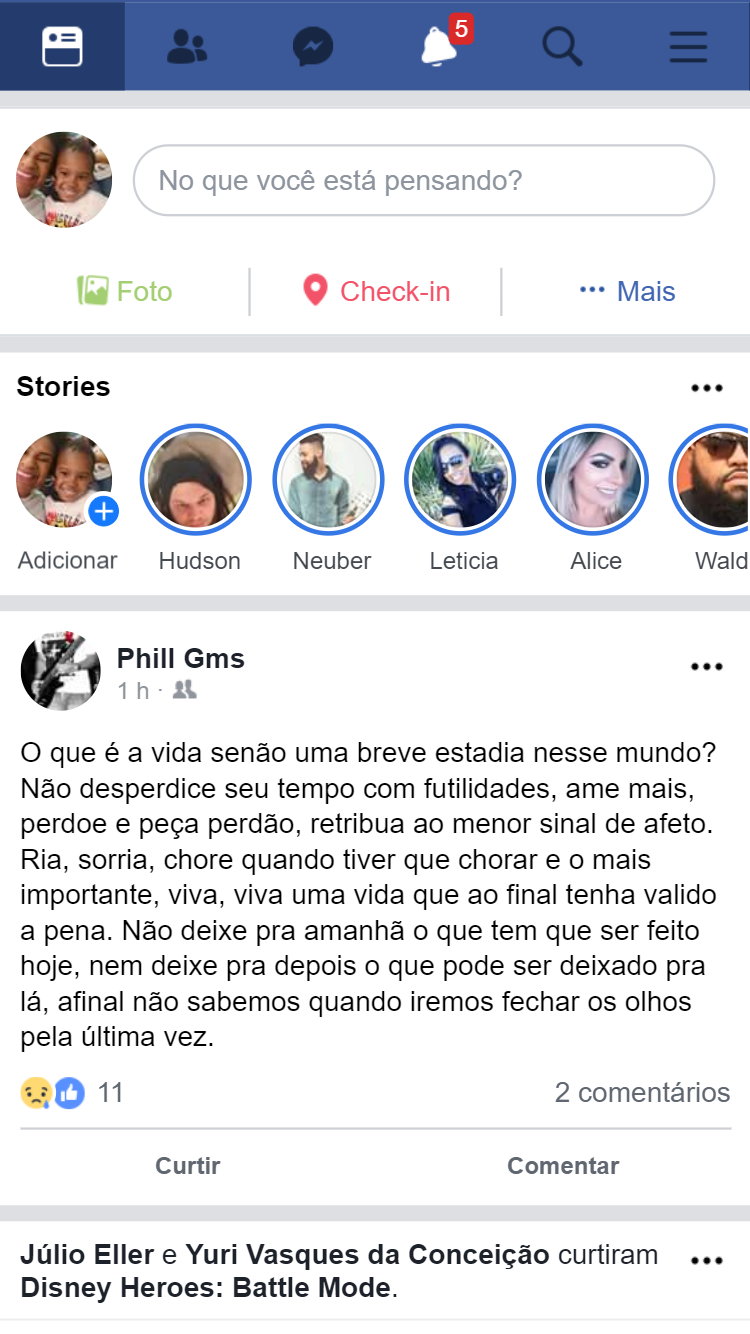 5
No que você está pensando?
Foto
Check-in
Mais
Stories
Adicionar
Hudson
Neuber
Leticia
Alice
Wald
Phill Gms
1 h ·
O que é a vida senão uma breve estadia nesse mundo?
Não desperdice seu tempo com futilidades, ame mais,
perdoe e peça perdão, retribua ao menor sinal de afeto.
Ria, sorria, chore quando tiver que chorar e o mais
importante, viva, viva uma vida que ao final tenha valido
a pena. Não deixe pra amanhã o que tem que ser feito
hoje, nem deixe pra depois o que pode ser deixado pra
lá, afinal não sabemos quando iremos fechar os olhos
pela última vez.
11
2 comentários
Curtir
Comentar
Júlio Eller e Yuri Vasques da Conceição curtiram
Disney Heroes: Battle Mode.